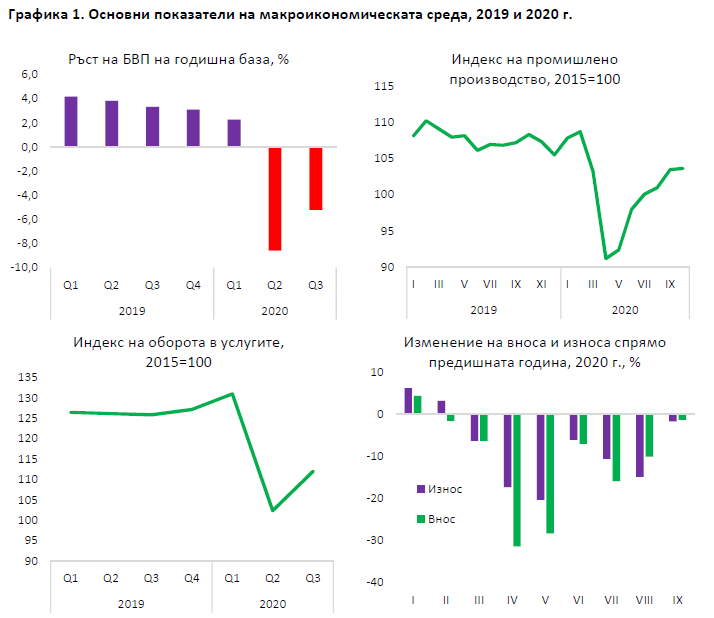 Графика 1. Основни показатели на макроикономическата среда, 2019 и 2020 г.
Ръст на БВП на годишна база, %
6,0
4,0
2,0
0,0
-2,0
-4,0
-6,0
-8,0
-10,0
Q1 Q2 Q3 Q4 Q1 Q2 Q3
2019 2020
Индекс на промишлено
производство, 2015=100
115
110
105
100
95
90
I III V VII IX XI I III V VII IX
2019 2020
Индекс на оборота в услугите,
2015=100
135
130
125
120
115
110
105
100
95
90
Q1 Q2 Q3 Q4 Q1 Q2 Q3
2019 2020
Изменение на вноса и износа спрямо
предишната година, 2020 г., %
10
0
-10
-20
-30
-40
Износ
Внос
I II III IV V VI VII VIII IX